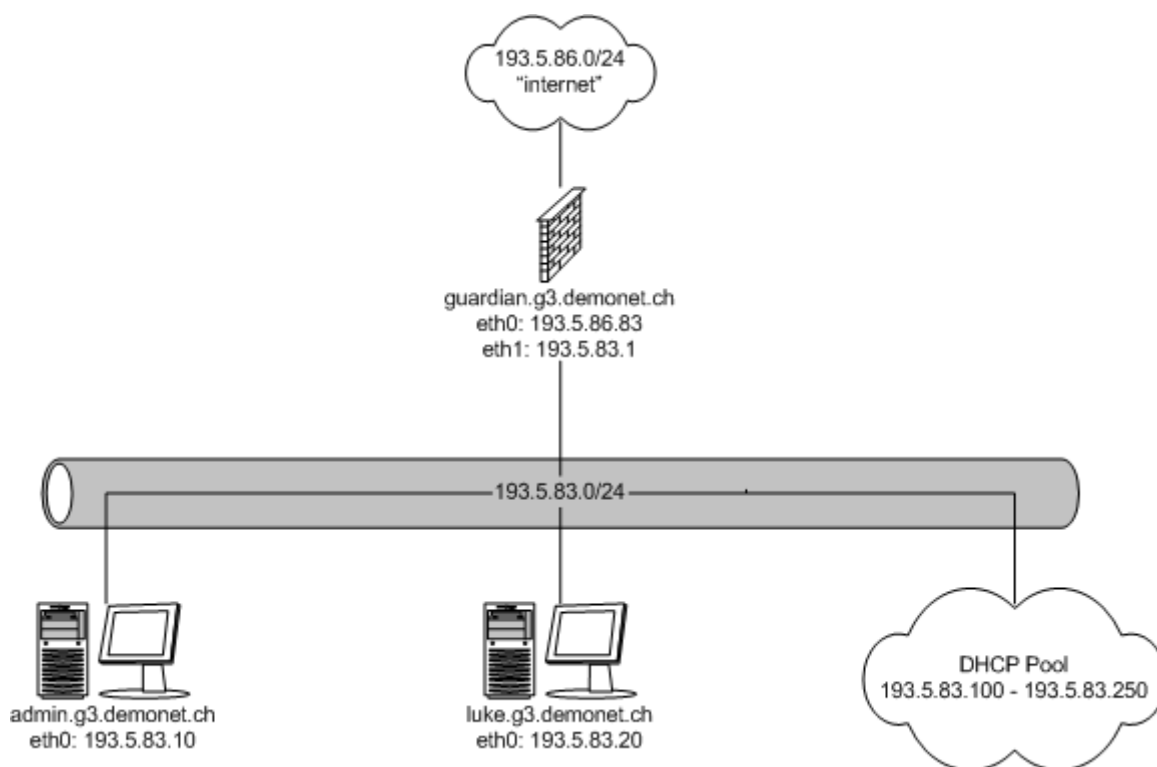 193.5.86.0/24
“internet”
guardian.g3.demonet.ch
eth0: 193.5.86.83
eth1: 193.5.83.1
193.5.83.0/24
admin.g3.demonet.ch
eth0: 193.5.83.10
luke.g3.demonet.ch
eth0: 193.5.83.20
DHCP Pool
193.5.83.100 - 193.5.83.250